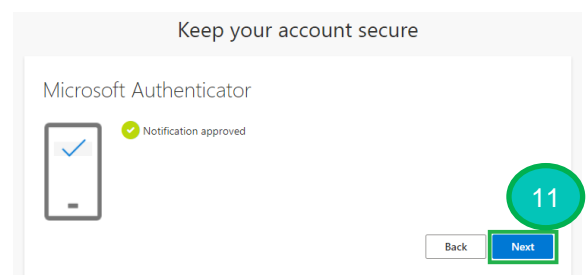 Keep your account secure
Microsoft Authenticator
Notification approved
11
Back Next